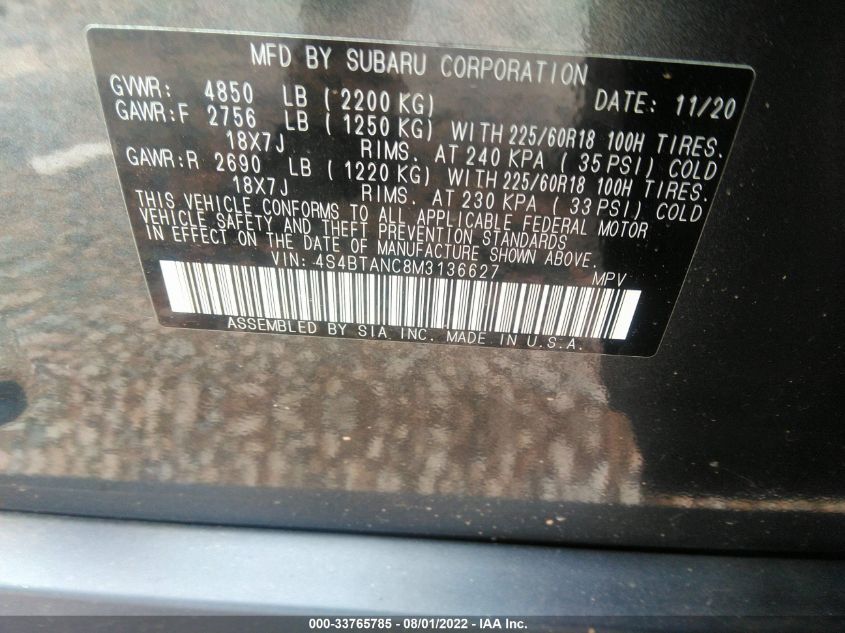 MFD BY SUBARU CORPORATION
GVWR: 4850 LB ( 2200 KG) DATE: 11/20
GAWR:F 2756 LB ( 1250 KG) WITH 225/60R18 100H TIRES.
18X7J RIMS. AT 240 KPA ( 35 PSI) COLD
GAWR:R 2690 LB ( 1220 KG) WITH 225/60R18 100H TIRES.
18X7J RIMS. AT 230 KPA ( 33 PSI) COLD
THIS VEHICLE CONFORMS TO ALL APPLICABLE FEDERAL MOTOR
VEHICLE SAFETY AND THEFT PREVENTION STANDARDS
IN EFFECT ON THE DATE OF MANUFACTURE SHOWN ABOVE.
VIN: 4S4BTANC8M3136627 MPV
ASSEMBLED BY SIA INC. MADE IN U.S.A.
000-33765785 - 08/01/2022 - IAA Inc.